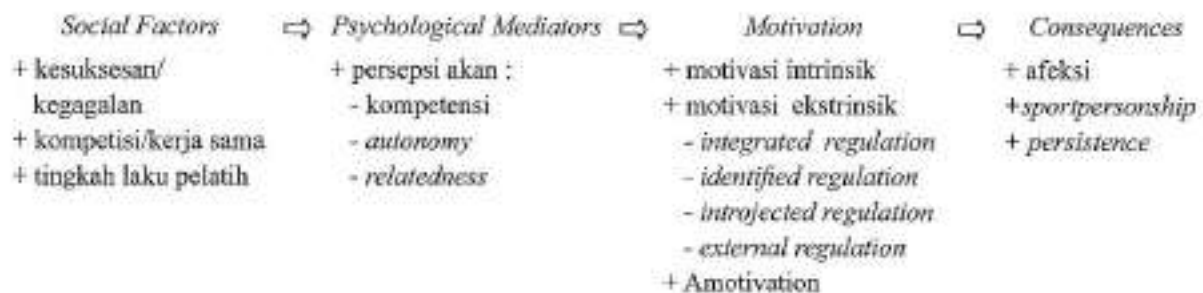 Social Factors ⇨ Psychological Mediators ⇨ Motivation ⇨ Consequences
+ kesuksesan/
kegagalan
+ kompetisi/kerja sama
+ tingkah laku pelatih
+ persepsi akan :
- kompetensi
- autonomy
- relatedness
+ motivasi intrinsik
+ motivasi ekstrinsik
- integrated regulation
- identified regulation
- introjected regulation
- external regulation
+ Amotivation
+ afeksi
+sportpersonship
+ persistence